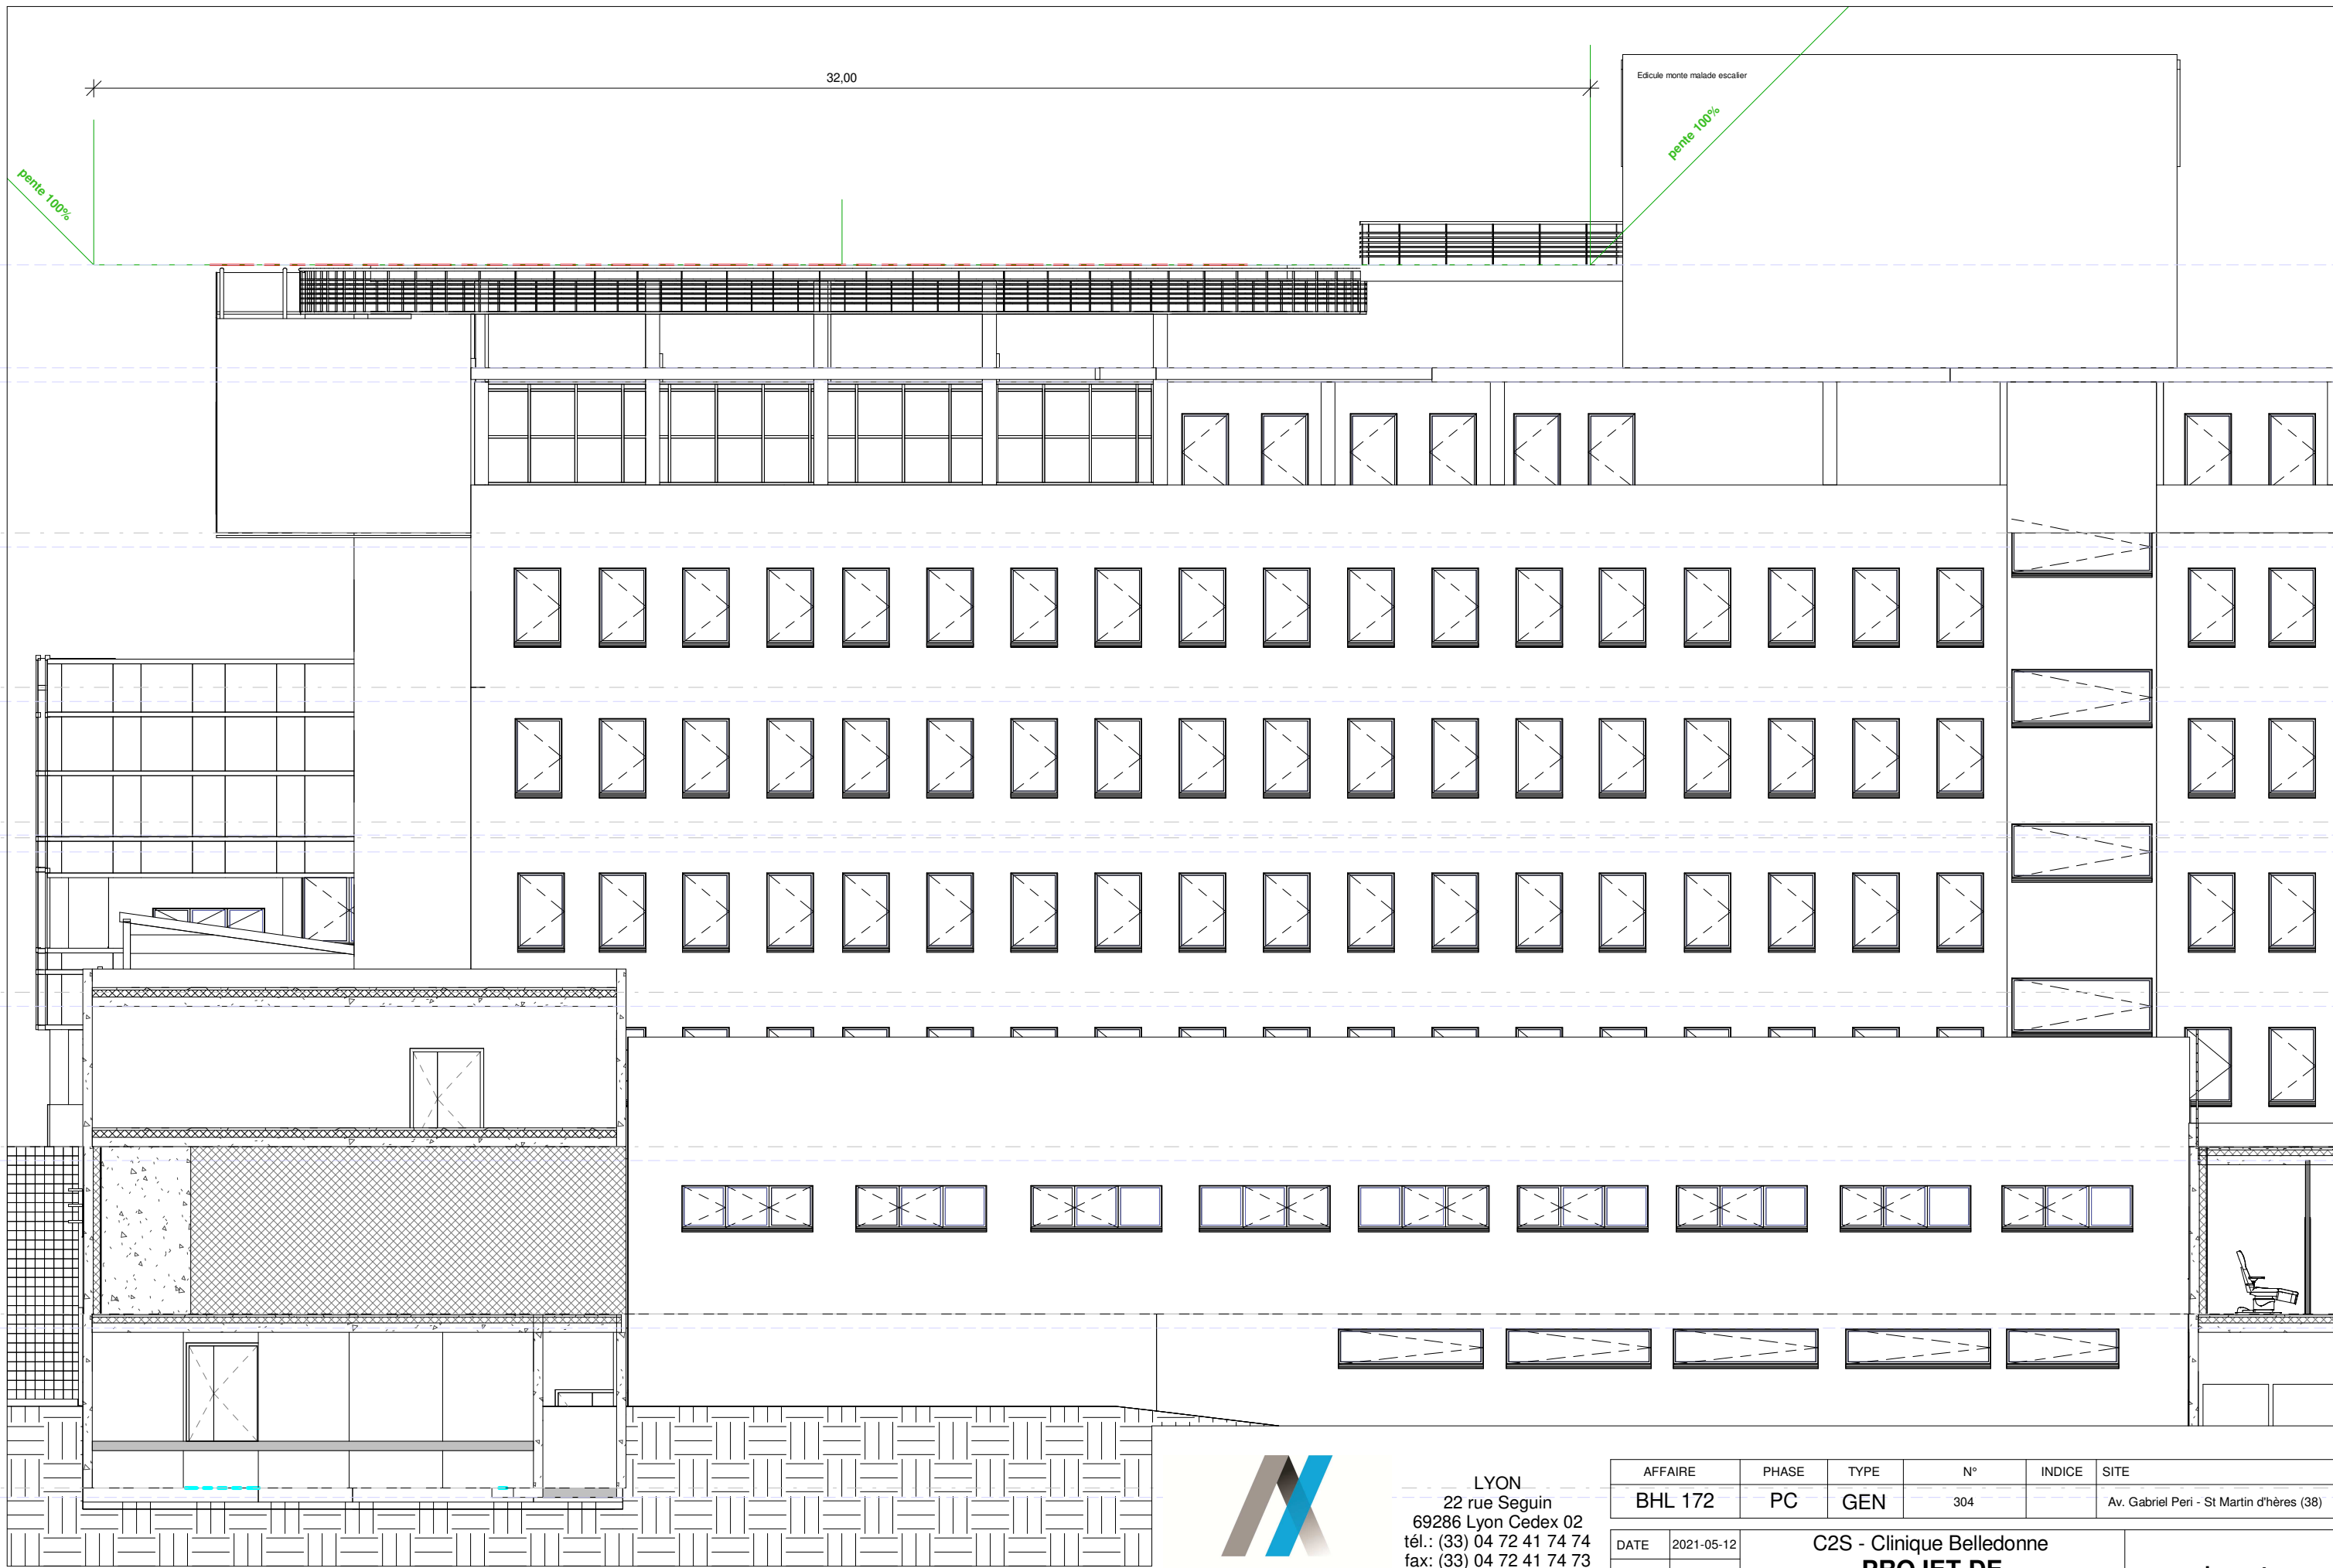 32,00
Edicule monte malade escalier
pente 100%
pente 100%
LYON
22 rue Seguin
69286 Lyon Cedex 02
tél.: (33) 04 72 41 74 74
fax: (33) 04 72 41 74 73
AFFAIRE PHASE TYPE N° INDICE SITE
BHL 172 PC GEN 304 Av. Gabriel Peri - St Martin d'hères (38)
DATE 2021-05-12 C2S - Clinique Belledonne
PROJET DE